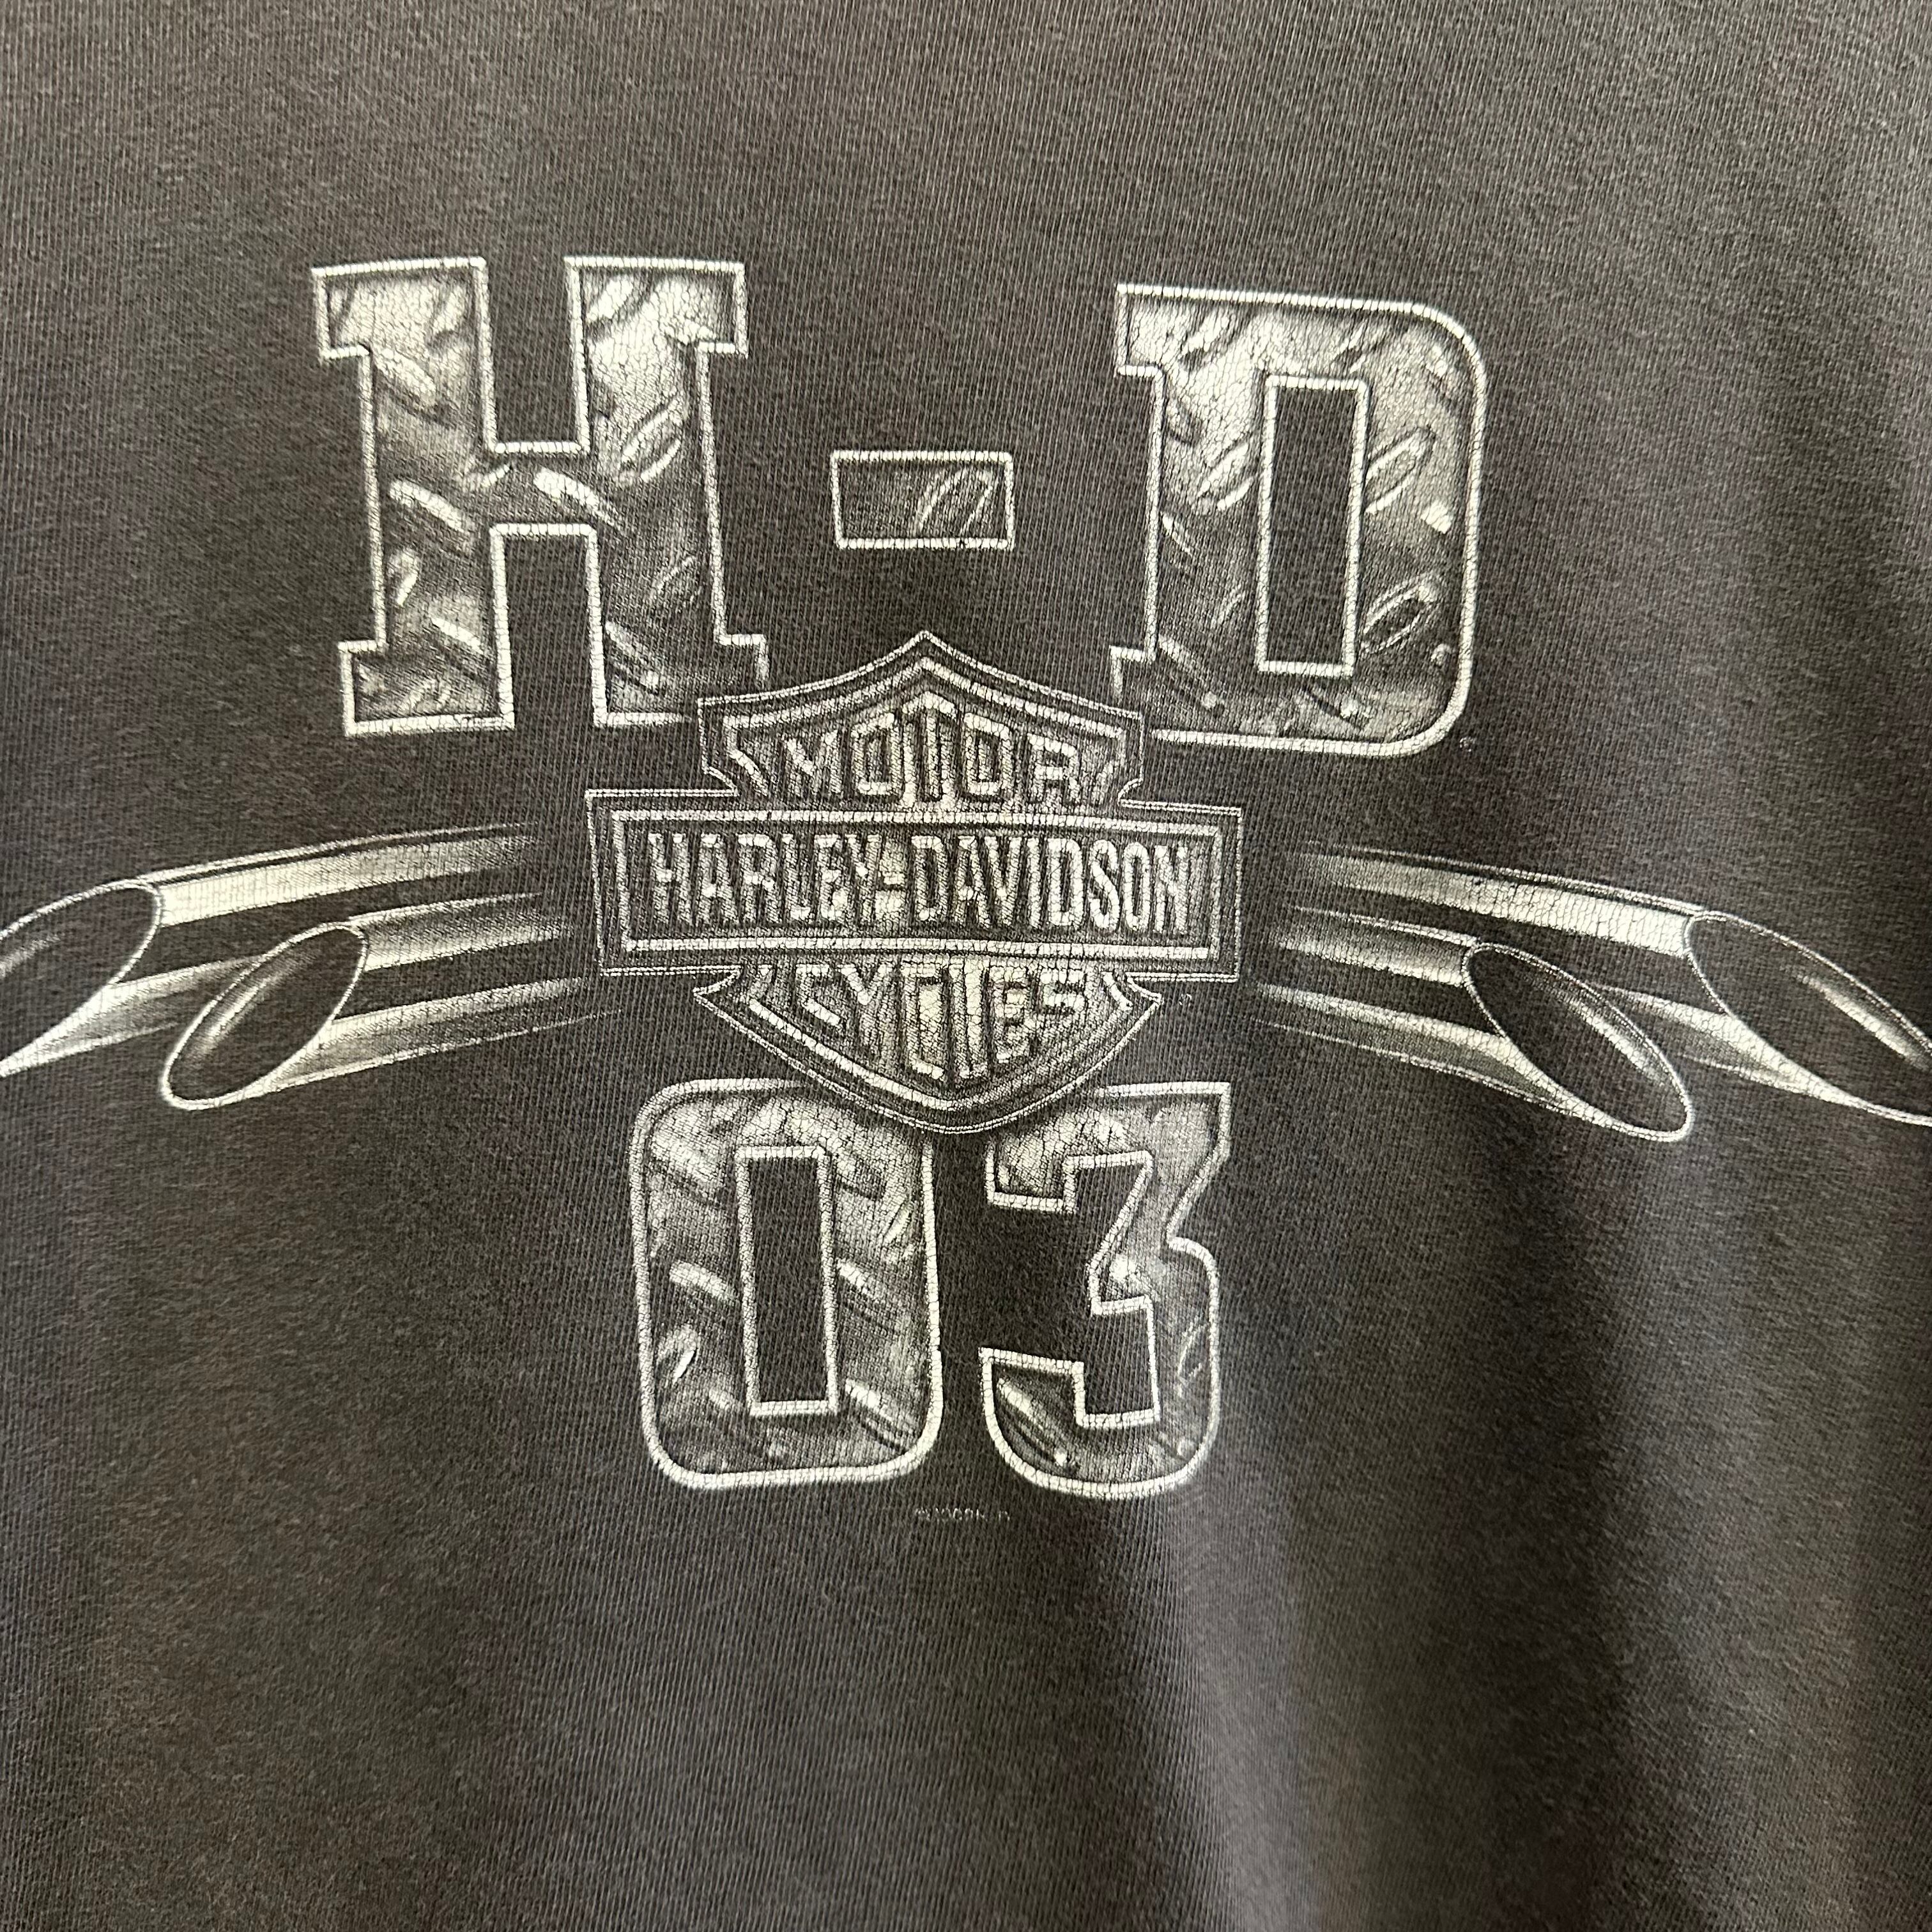 H-D
MOTOR
HARLEY-DAVIDSON
CYCLES
03